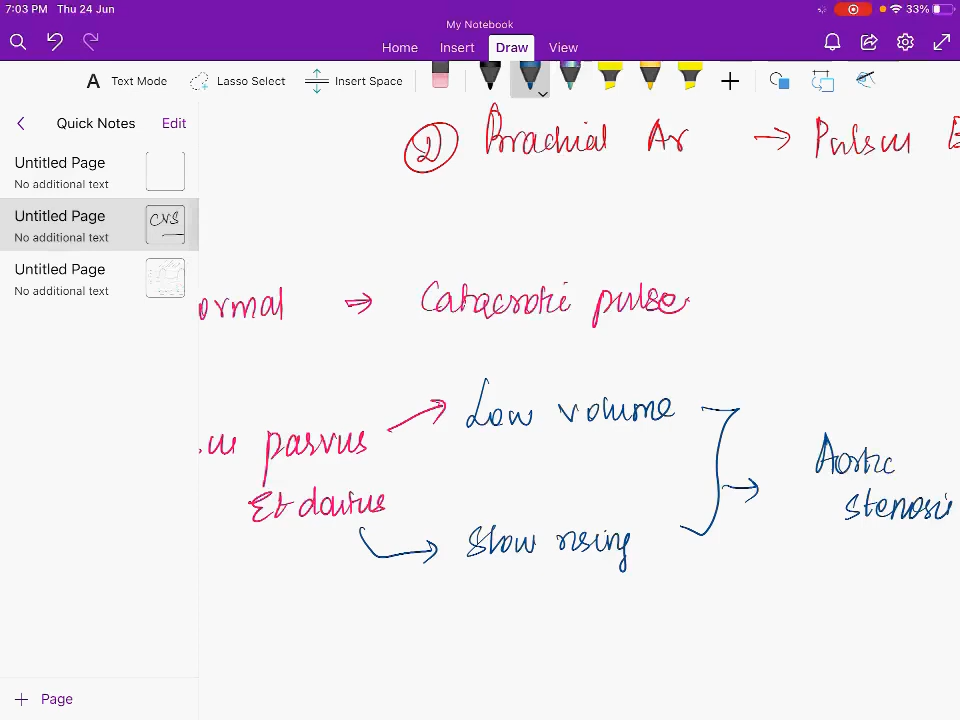 7:03 PM Thu 24 Jun
33%
My Notebook
Home Insert Draw View
Text Mode Lasso Select Insert Space
Quick Notes Edit
Untitled Page
No additional text
Untitled Page
No additional text
CNS
Untitled Page
No additional text
Page
② Brachial Ar → Pulsu
ormal → Catacrotic pulse
parvus → Low volume
Et dartus → Slow rising
→ Aortic
stenosis